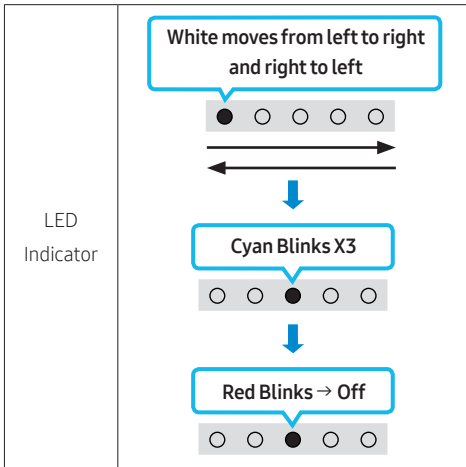 White moves from left to right
and right to left
LED
Indicator
Cyan Blinks X3
Red Blinks → Off